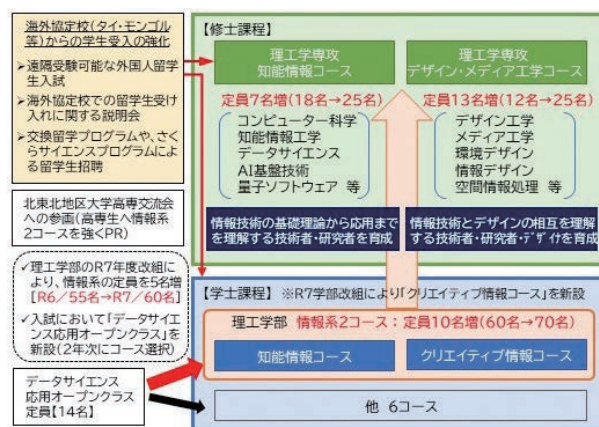 海外協定校(タイ・モンゴル
等)からの学生受入の強化
➢遠隔受験可能な外国人留学
生入試
➢海外協定校での留学生受け
入れに関する説明会
➢交換留学プログラムや、さく
らサイエンスプログラムによ
る留学生招聘
北東北地区大学高専交流会
への参画(高専生へ情報系
2コースを強くPR)
✓理工学部のR7年度改組に
より、情報系の定員を5名増
[R6/55名→R7/60名]
✓入試において「データサイ
エンス応用オープンクラス」を
新設(2年次にコース選択)
データサイエンス
応用オープンクラス
定員【14名】
【修士課程】
理工学専攻
知能情報コース
定員7名増(18名→25名)
コンピューター科学
知能情報工学
データサイエンス
AI基盤技術
量子ソフトウェア 等
情報技術の基礎理論から応用まで
を理解する技術者・研究者を育成
理工学専攻
デザイン・メディア工学コース
定員13名増(12名→25名)
デザイン工学
メディア工学
環境デザイン
情報デザイン
空間情報処理 等
情報技術とデザインの相互を理解
する技術者・研究者・デザイナを育成
【学士課程】 ※R7学部改組により「クリエイティブ情報コース」を新設
理工学部 情報系2コース:定員10名増(60名→70名)
知能情報コース
クリエイティブ情報コース
他 6コース